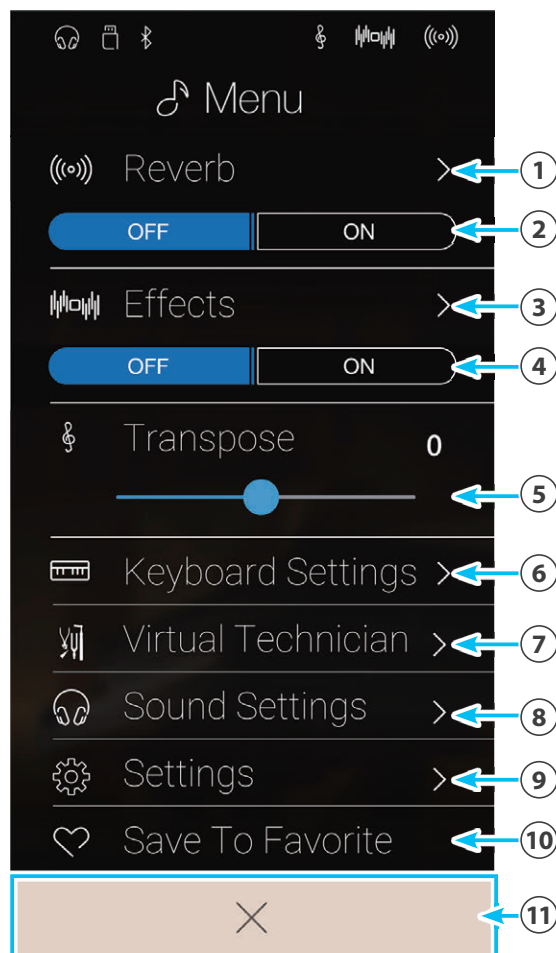 Menu
Reverb
1
OFF ON
2
Effects
3
OFF ON
4
Transpose 0
5
Keyboard Settings
6
Virtual Technician
7
Sound Settings
8
Settings
9
Save To Favorite
10
11